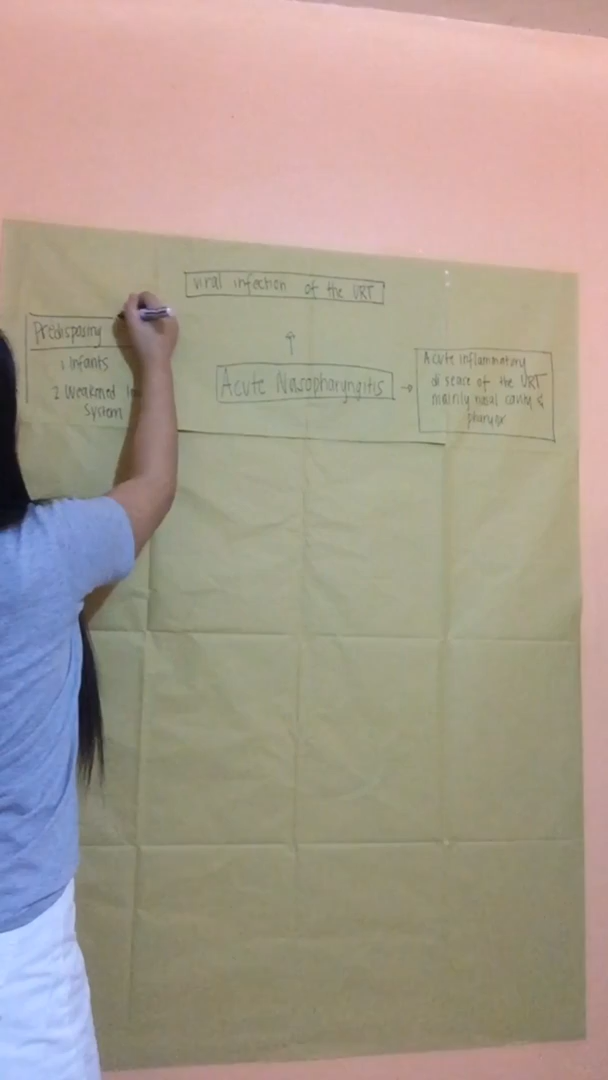 viral infection of the URT
Predisposing
1 Infants
2 Weakened
System
Acute Nasopharyngitis
Acute inflammatory
disease of the URT
mainly nasal cavity &
pharynx